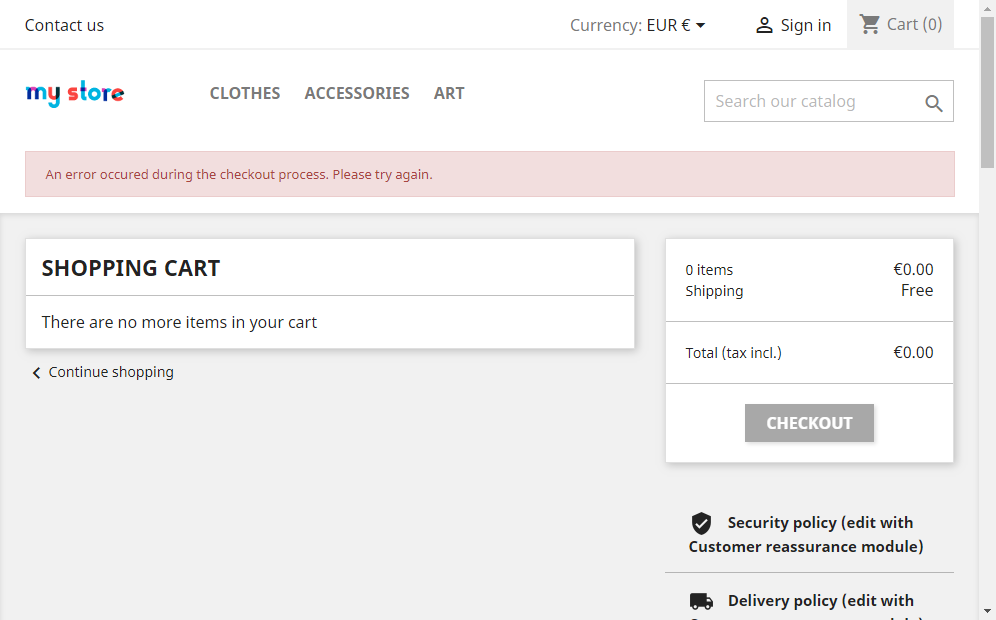 Contact us
Currency: EUR €
Sign in
Cart (0)
my store
CLOTHES
ACCESSORIES
ART
Search our catalog
An error occured during the checkout process. Please try again.
SHOPPING CART
There are no more items in your cart
Continue shopping
0 items €0.00
Shipping Free
Total (tax incl.) €0.00
CHECKOUT
Security policy (edit with
Customer reassurance module)
Delivery policy (edit with